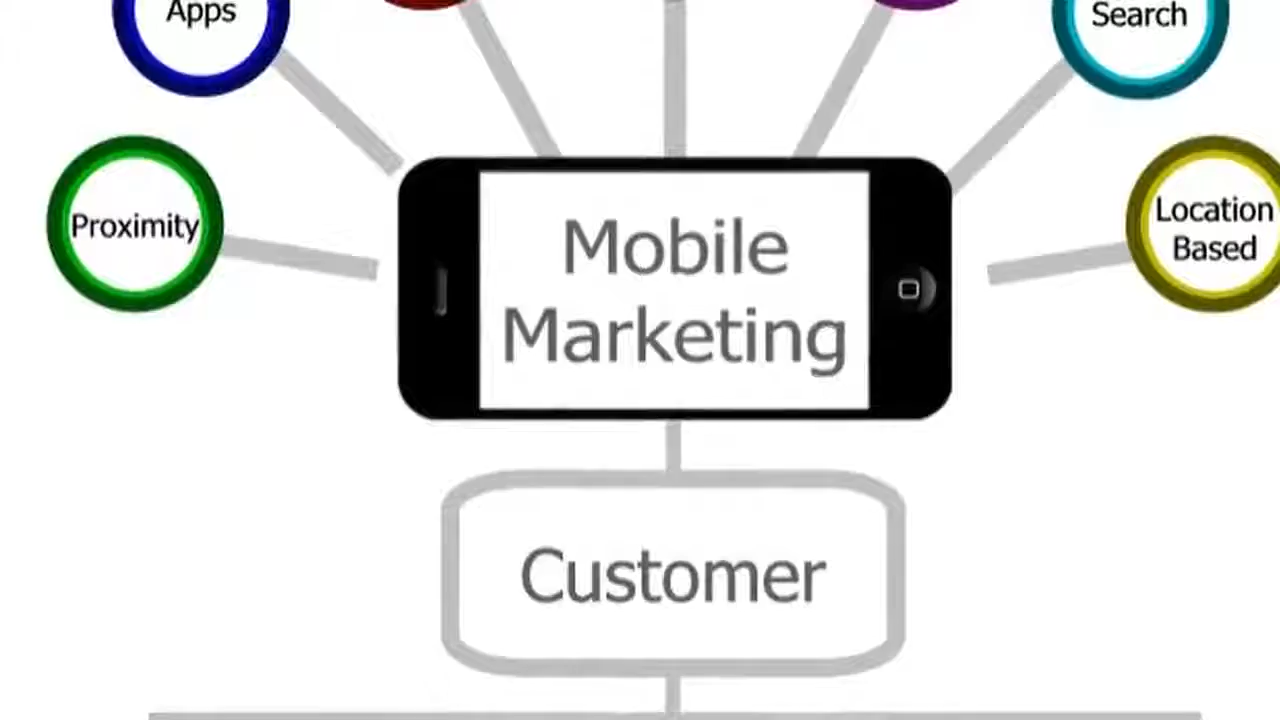 Apps
Search
Proximity
Location
Based
Mobile
Marketing
Customer